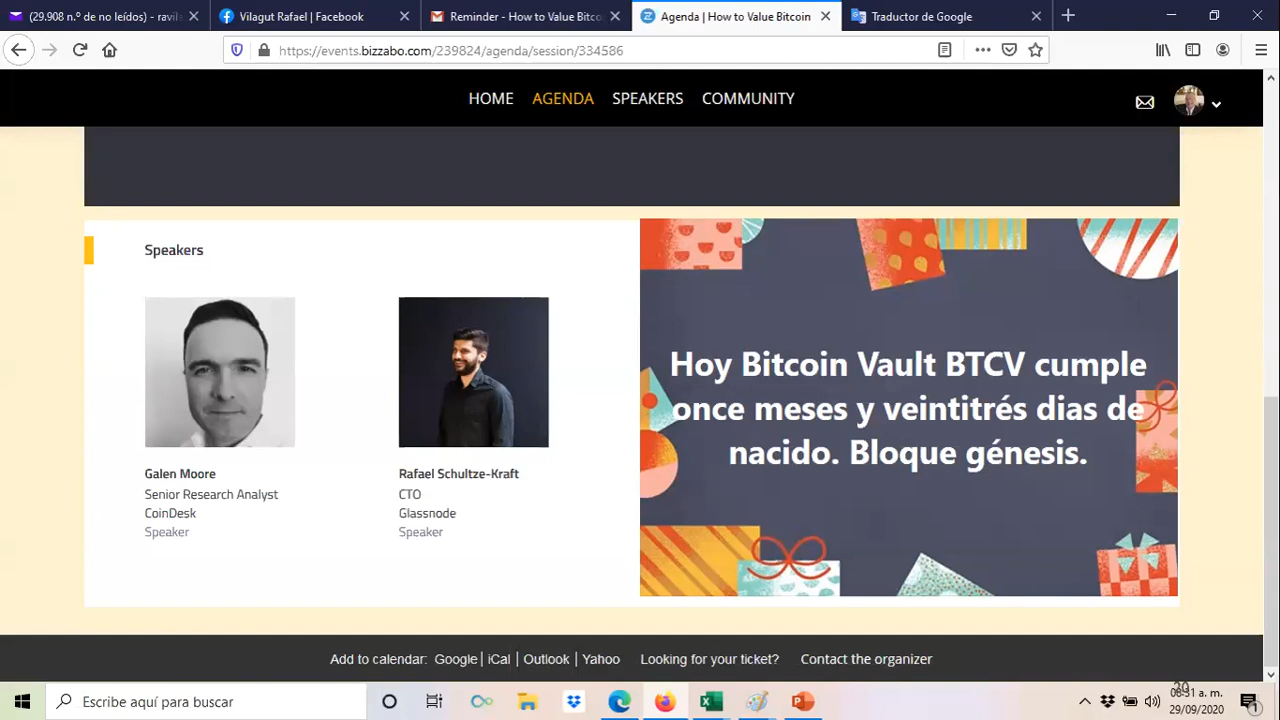 (29.908 n.º de no leídos) - ravils
Vilagut Rafael | Facebook
Reminder - How to Value Bitco
Agenda | How to Value Bitcoin
Traductor de Google
https://events.bizzabo.com/239824/agenda/session/334586
HOME AGENDA SPEAKERS COMMUNITY
Speakers
Galen Moore
Senior Research Analyst
CoinDesk
Speaker
Rafael Schultze-Kraft
CTO
Glassnode
Speaker
Hoy Bitcoin Vault BTCV cumple
once meses y veintitrés dias de
nacido. Bloque génesis.
Add to calendar: Google | iCal | Outlook | Yahoo Looking for your ticket? Contact the organizer
Escribe aquí para buscar
a. m.
29/09/2020